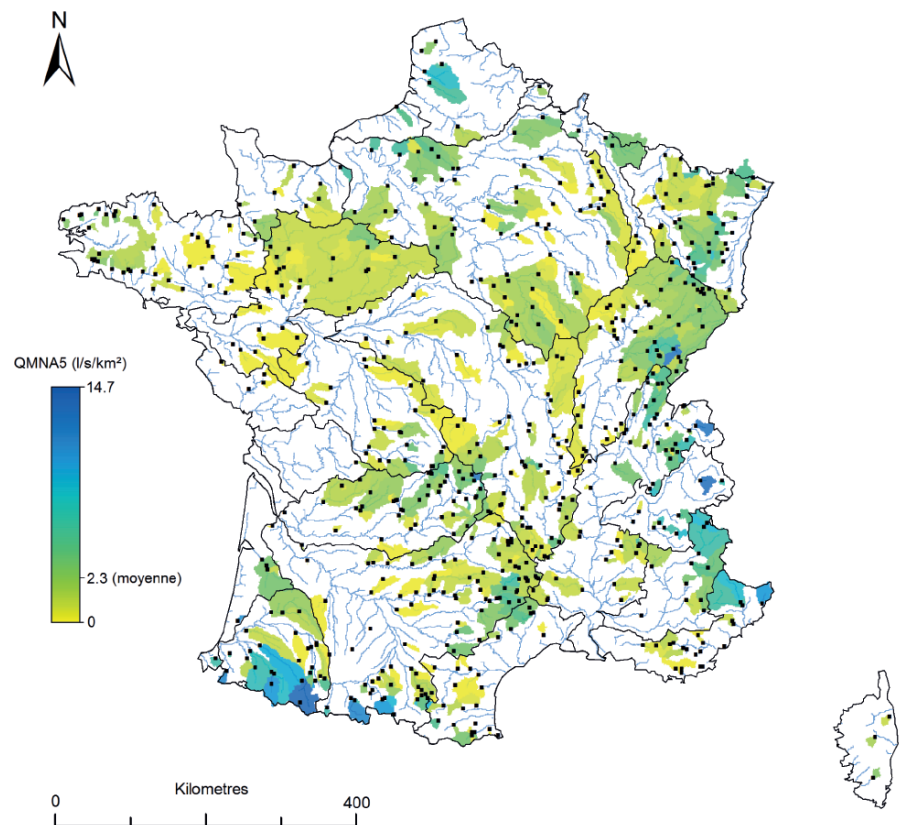 N
QMNA5 (l/s/km²)
14.7
2.3 (moyenne)
0
Kilometres
0 400